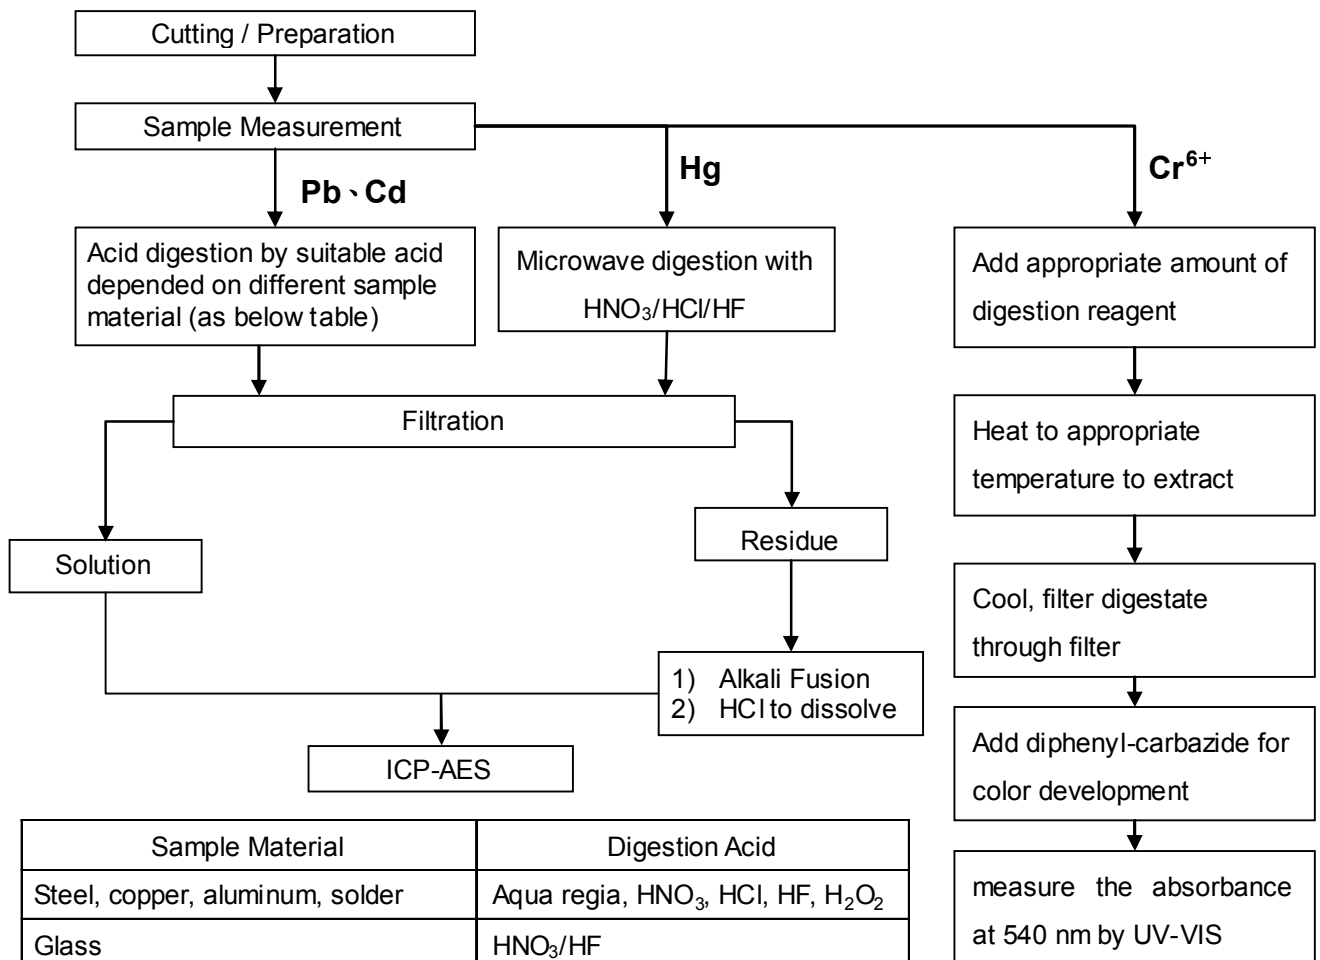 Cutting / Preparation
Sample Measurement
Pb、Cd
Hg
Cr⁶⁺
Acid digestion by suitable acid
depended on different sample
material (as below table)
Microwave digestion with
HNO₃/HCl/HF
Add appropriate amount of
digestion reagent
Filtration
Heat to appropriate
temperature to extract
Solution
Residue
Cool, filter digestate
through filter
1) Alkali Fusion
2) HCl to dissolve
ICP-AES
Add diphenyl-carbazide for
color development
measure the absorbance
at 540 nm by UV-VIS
Sample Material Digestion Acid
Steel, copper, aluminum, solder Aqua regia, HNO₃, HCl, HF, H₂O₂
Glass HNO₃/HF